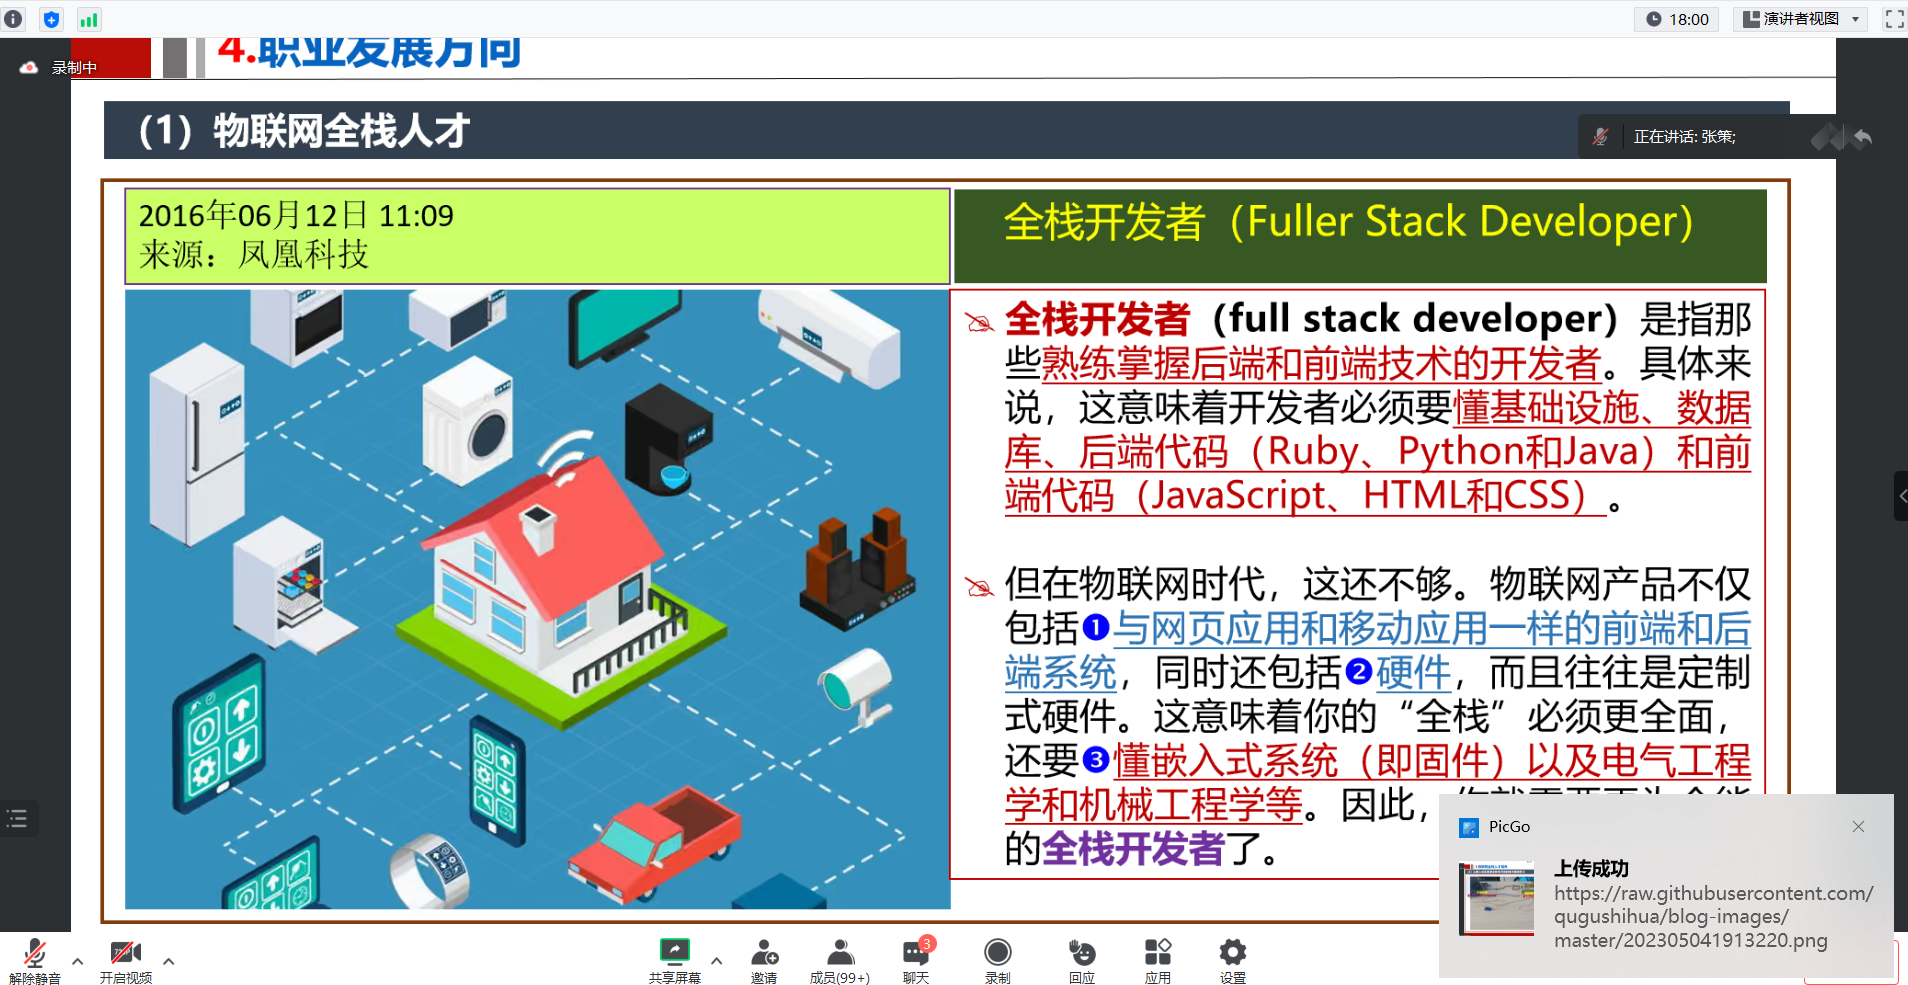 18:00
演讲者视图
录制中
4.职业发展方向
（1）物联网全栈人才
正在讲话: 张策;
2016年06月12日 11:09
来源：凤凰科技
全栈开发者（Fuller Stack Developer）
全栈开发者（full stack developer）是指那
些熟练掌握后端和前端技术的开发者。具体来
说，这意味着开发者必须要懂基础设施、数据
库、后端代码（Ruby、Python和Java）和前
端代码（JavaScript、HTML和CSS）。
但在物联网时代，这还不够。物联网产品不仅
包括❶与网页应用和移动应用一样的前端和后
端系统，同时还包括❷硬件，而且往往是定制
式硬件。这意味着你的“全栈”必须更全面，
还要❸懂嵌入式系统（即固件）以及电气工程
学和机械工程学等。因此，
的全栈开发者了。
PicGo
上传成功
https://raw.githubusercontent.com/
qugushihua/blog-images/
master/202305041913220.png
解除静音
开启视频
共享屏幕
邀请
成员(99+)
3
聊天
录制
回应
应用
设置